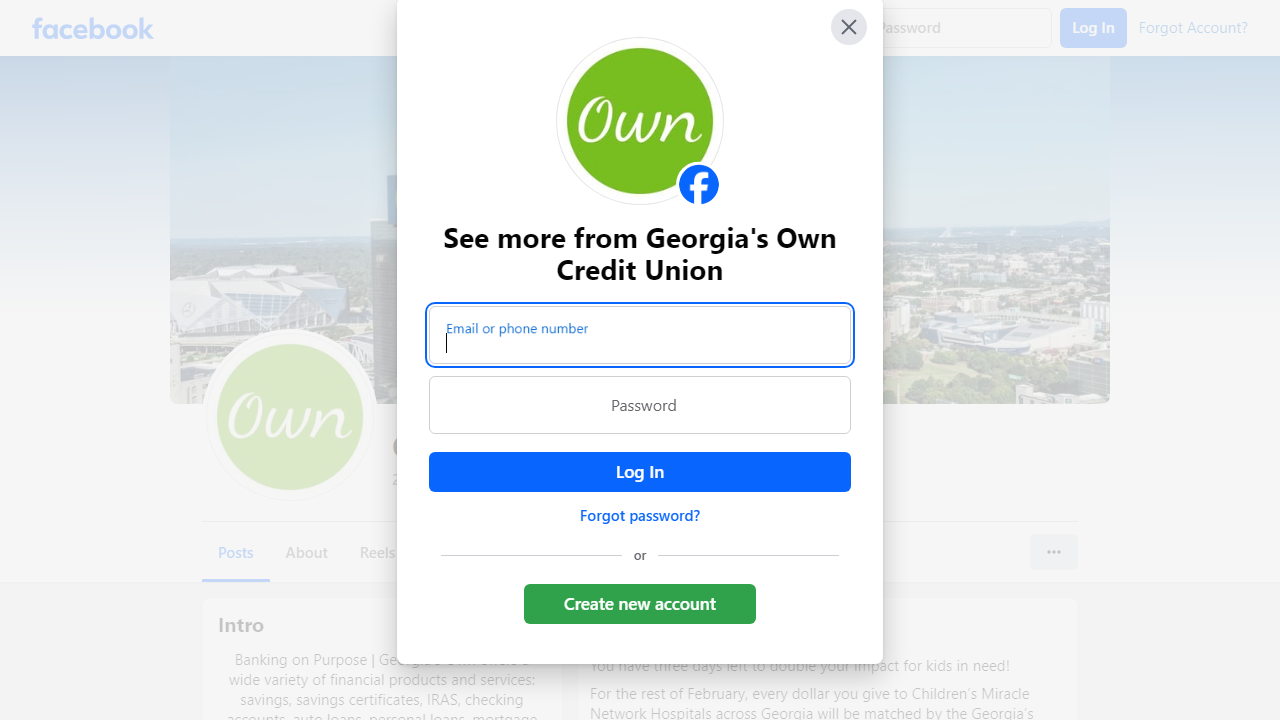 facebook
Password
Log In
Forgot Account?
Own
See more from Georgia's Own
Credit Union
Email or phone number
Password
Log In
Forgot password?
or
Create new account
Own
Posts
About
Reels
Intro
Banking on Purpose |
wide variety of financial products and services:
savings, savings certificates, IRAS, checking
accounts, auto loans, personal loans, mortgage
You have three days left to double your impact for kids in need!
For the rest of February, every dollar you give to Children's Miracle
Network Hospitals across Georgia will be matched by the Georgia's